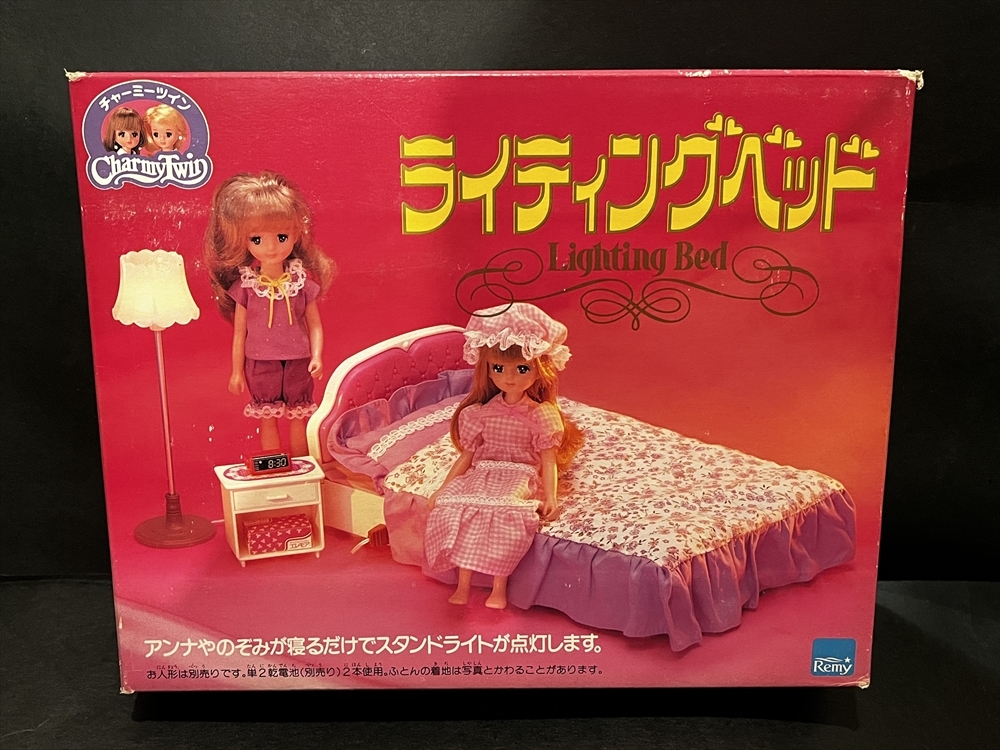 チャーミーツイン
CharmyTwin
ライティングベッド
Lighting Bed
8:30
エレモア
アンナやのぞみが寝るだけでスタンドライトが点灯します。
お人形は別売りです。単2乾電池(別売り)2本使用。ふとんの着地は写真とかわることがあります。
Remy